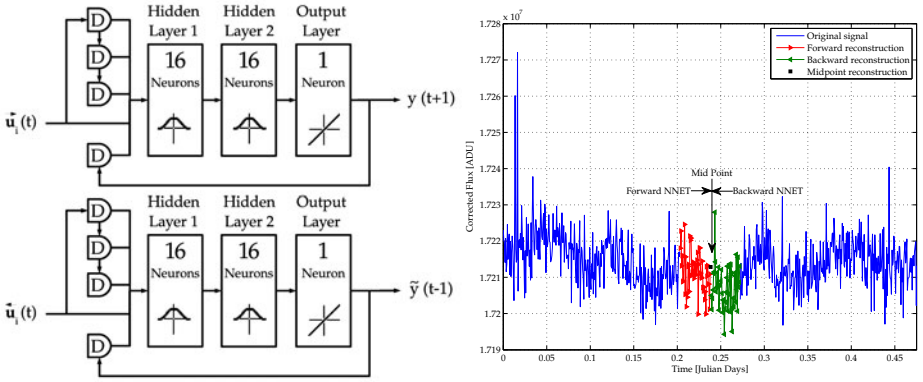 Hidden Layer 1
Hidden Layer 2
Output Layer
D
D
D
16 Neurons
16 Neurons
1 Neuron
u⃗i(t)
y (t+1)
D
Hidden Layer 1
Hidden Layer 2
Output Layer
D
D
D
16 Neurons
16 Neurons
1 Neuron
u⃗i(t)
ỹ (t-1)
D
x 10⁷
1.728
1.727
1.726
1.725
1.724
1.723
1.722
1.721
1.72
1.719
Corrected Flux [ADU]
Original signal
Forward reconstruction
Backward reconstruction
Midpoint reconstruction
Mid Point
Forward NNET
Backward NNET
0
0.05
0.1
0.15
0.2
0.25
0.3
0.35
0.4
0.45
Time [Julian Days]